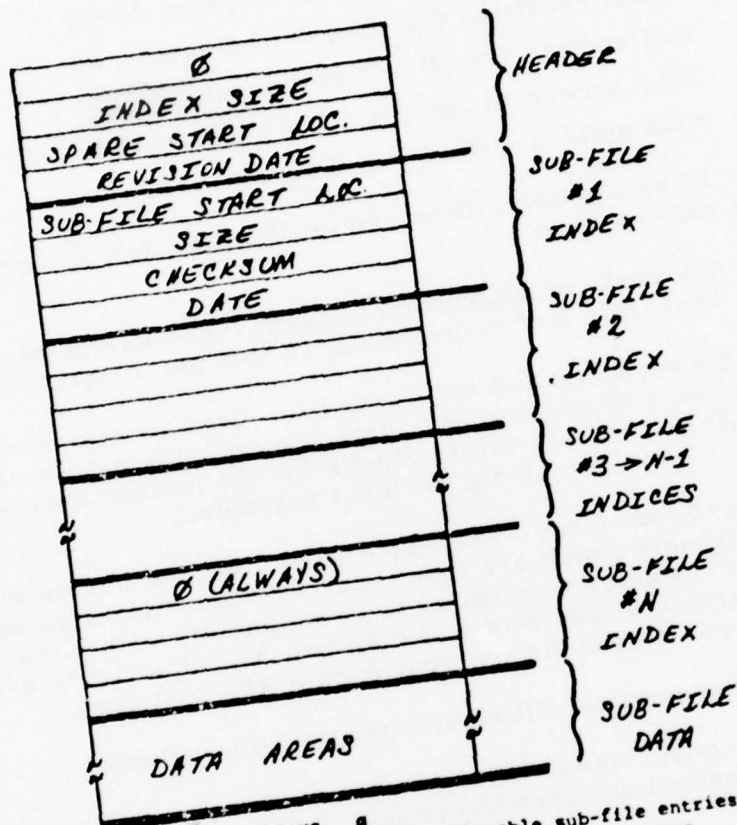 Ø
INDEX SIZE
SPARE START LOC.
REVISION DATE
SUB-FILE START LOC.
SIZE
CHECKSUM
DATE
Ø (ALWAYS)
DATA AREAS
HEADER
SUB-FILE
#1
INDEX
SUB-FILE
#2
INDEX
SUB-FILE
#3→N-1
INDICES
SUB-FILE
#N
INDEX
SUB-FILE
DATA
sub-file entries